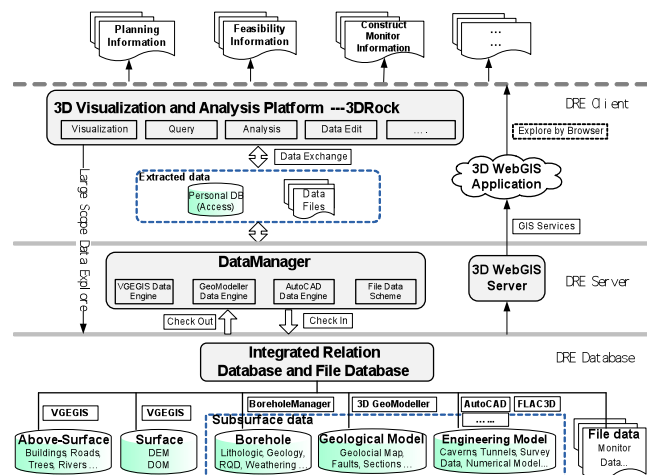 Planning
Information
Feasibility
Information
Construct
Monitor
Information
...
...
DRE Client
3D Visualization and Analysis Platform ---3DRock
Visualization
Query
Analysis
Data Edit
... .
Explore by Browser
Data Exchange
Extracted data
Personal DB
(Access)
Data
Files
3D WebGIS
Application
GIS Services
Large Scope Data Explore
DataManager
VGEGIS Data
Engine
GeoModeller
Data Engine
AutoCAD
Data Engine
File Data
Scheme
3D WebGIS
Server
DRE Server
Check Out
Check In
Integrated Relation
Database and File Database
DRE Database
VGEGIS
VGEGIS
BoreholeManager
3D GeoModeller
AutoCAD
FLAC3D
... ...
Subsurface data
Above-Surface
Buildings, Roads,
Trees, Rivers ...
Surface
DEM
DOM
Borehole
Lithologic, Geology,
RQD, Weathering ...
Geological Model
Geolocial Map,
Faults, Sections ...
Engineering Model
Caverns, Tunnels, Survey
Data, Numerical Model...
File data
Monitor
Data...